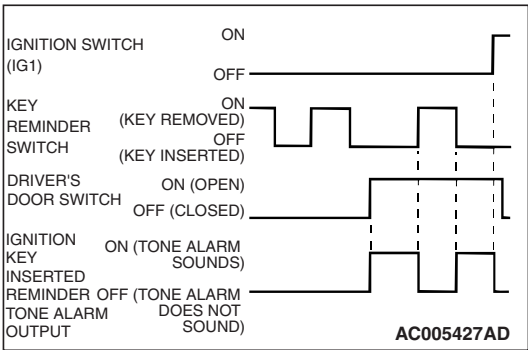 IGNITION SWITCH
(IG1)
ON
OFF
KEY
REMINDER
SWITCH
ON
(KEY REMOVED)
OFF
(KEY INSERTED)
DRIVER'S
DOOR SWITCH
ON (OPEN)
OFF (CLOSED)
IGNITION
KEY
INSERTED
REMINDER
TONE ALARM
OUTPUT
ON (TONE ALARM
SOUNDS)
OFF (TONE ALARM
DOES NOT
SOUND)
AC005427AD